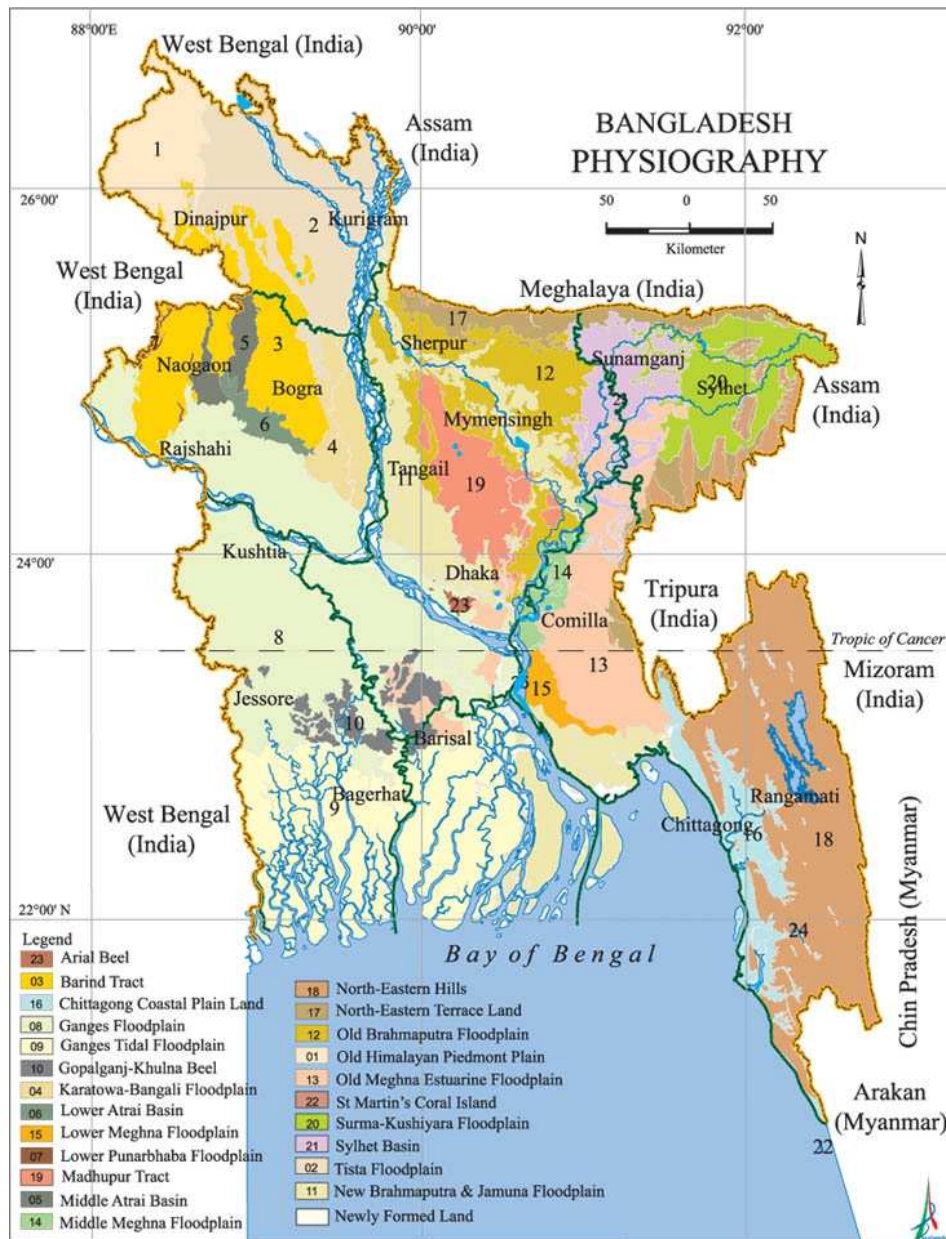 88°00'E
90°00'
92°00'
West Bengal (India)
Assam
(India)
BANGLADESH
PHYSIOGRAPHY
50 0 50
Kilometer
N
26°00'
1
2
Dinajpur
Kurigram
West Bengal
(India)
Meghalaya (India)
17
Sherpur
Sunamganj
7
5
3
12
20
Naogaon
Bogra
Sylhet
Assam
(India)
21
Mymensingh
6
4
Rajshahi
Tangail
11
19
24°00'
Kushtia
Dhaka
14
23
Tripura
(India)
Comilla
Tropic of Cancer
8
13
Mizoram
(India)
15
Jessore
10
Barisal
Bagerhat
9
West Bengal
(India)
Rangamati
Chittagong
16
18
Chin Pradesh (Myanmar)
22°00' N
24
Bay of Bengal
Arakan
(Myanmar)
22
Legend
23 Arial Beel
03 Barind Tract
16 Chittagong Coastal Plain Land
08 Ganges Floodplain
09 Ganges Tidal Floodplain
10 Gopalganj-Khulna Beel
04 Karatowa-Bangali Floodplain
06 Lower Atrai Basin
15 Lower Meghna Floodplain
07 Lower Punarbhaba Floodplain
19 Madhupur Tract
05 Middle Atrai Basin
14 Middle Meghna Floodplain
18 North-Eastern Hills
17 North-Eastern Terrace Land
12 Old Brahmaputra Floodplain
01 Old Himalayan Piedmont Plain
13 Old Meghna Estuarine Floodplain
22 St Martin's Coral Island
20 Surma-Kushiyara Floodplain
21 Sylhet Basin
02 Tista Floodplain
11 New Brahmaputra & Jamuna Floodplain
Newly Formed Land